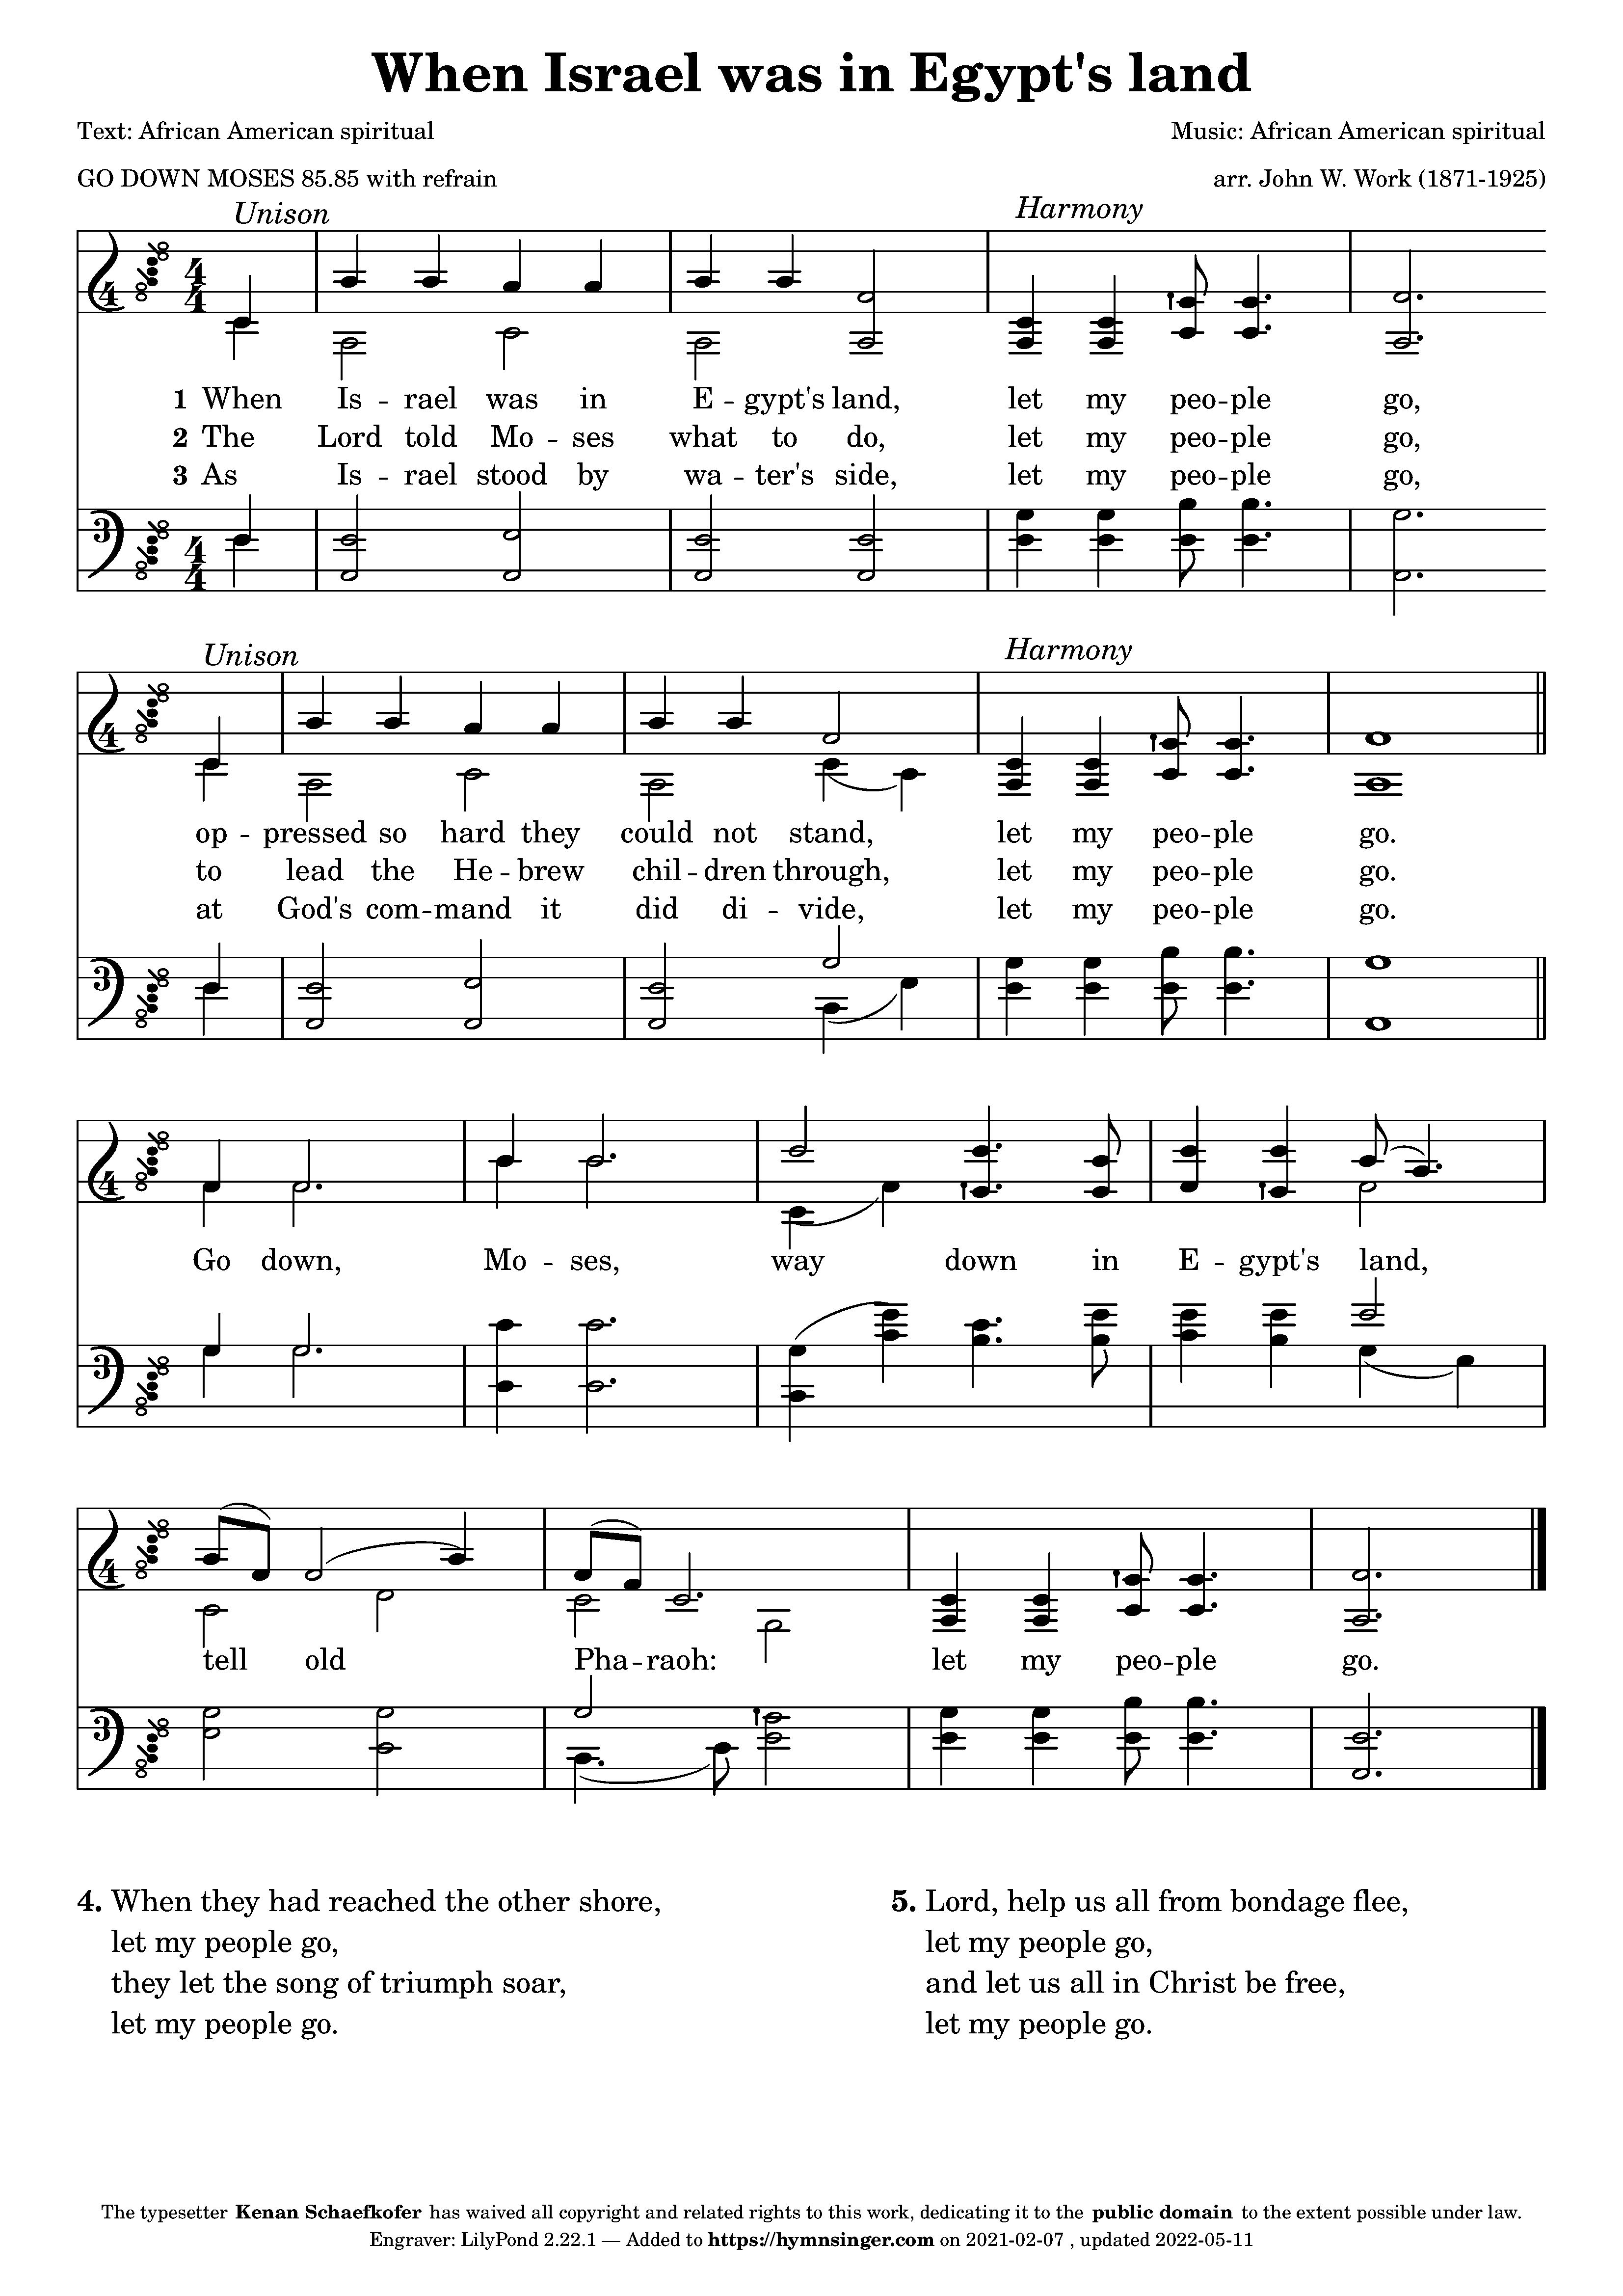 When Israel was in Egypt's land
Text: African American spiritual
Music: African American spiritual
GO DOWN MOSES 85.85 with refrain
arr. John W. Work (1871-1925)
Unison
Harmony
1 When Is -- rael was in E -- gypt's land, let my peo -- ple go,
2 The Lord told Mo -- ses what to do, let my peo -- ple go,
3 As Is -- rael stood by wa -- ter's side, let my peo -- ple go,
Unison
Harmony
op -- pressed so hard they could not stand, let my peo -- ple go.
to lead the He -- brew chil -- dren through, let my peo -- ple go.
at God's com -- mand it did di -- vide, let my peo -- ple go.
Go down, Mo -- ses, way down in E -- gypt's land,
tell old Pha -- raoh: let my peo -- ple go.
4. When they had reached the other shore,
let my people go,
they let the song of triumph soar,
let my people go.
5. Lord, help us all from bondage flee,
let my people go,
and let us all in Christ be free,
let my people go.
The typesetter Kenan Schaefkofer has waived all copyright and related rights to this work, dedicating it to the public domain to the extent possible under law.
Engraver: LilyPond 2.22.1 — Added to https://hymnsinger.com on 2021-02-07 , updated 2022-05-11